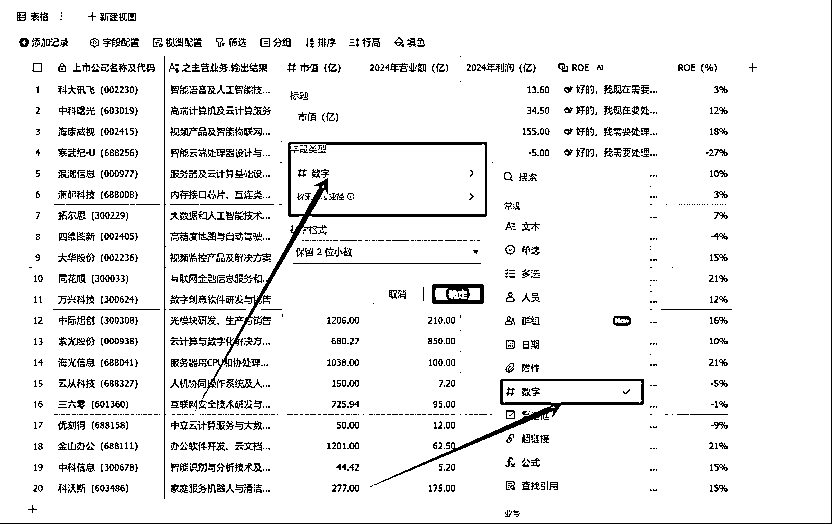 表格 ⋮ + 新建视图
添加记录 字段配置 视图配置 筛选 分组 排序 行高 填色
上市公司名称及代码 之主营业务.输出结果 # 市值（亿） 2024年营业额（亿） 2024年利润（亿） ROE AI ROE（%） +
1 科大讯飞（002230） 智能语音及人工智能技... 13.60 好的，我现在需要... 3%
2 中科曙光（603019） 高端计算机及云计算服务 34.50 好的，我现在要处... 12%
3 海康威视（002415） 视频产品及智能物联网... 155.00 好的，我需要处理... 18%
4 寒武纪-U（688256） 智能云端处理器设计与... -5.00 好的，我需要处理... -27%
5 浪潮信息（000977） 服务器及云计算基础设... ... 10%
6 澜起科技（688008） 内存接口芯片、互连类... ... 3%
7 拓尔思（300229） 大数据和人工智能技术... ... 7%
8 四维图新（002405） 高精度地图与自动驾驶... ... -4%
9 大华股份（002236） 视频监控产品及解决方案 ... 15%
10 同花顺（300033） 互联网金融信息服务和... ... 21%
11 万兴科技（300624） 数字创意软件研发与销售 ... 12%
12 中际旭创（300308） 光模块研发、生产与销售 1206.00 210.00 ... 16%
13 紫光股份（000938） 云计算与数字化解决方... 680.27 850.00 ... 10%
14 海光信息（688041） 服务器用CPU和协处理... 1038.00 100.00 ... 21%
15 云从科技（688327） 人机协同操作系统及人... 150.00 7.20 ... -5%
16 三六零（601360） 互联网安全技术研发与... 725.94 95.00 ... -1%
17 优刻得（688158） 中立云计算服务与大数... 50.00 12.00 ... -9%
18 金山办公（688111） 办公软件开发、云文档... 1201.00 62.50 ... 21%
19 中科信息（300678） 智能识别与分析技术及... 44.42 5.20 ... 15%
20 科沃斯（603486） 家庭服务机器人与清洁... 277.00 175.00 ... 15%
+
标题
市值（亿）
字段类型
# 数字
保留 2 位小数
取消 确定
搜索
常规
文本
单选
多选
人员
群组 New
日期
附件
# 数字
复选框
超链接
公式
查找引用
业务